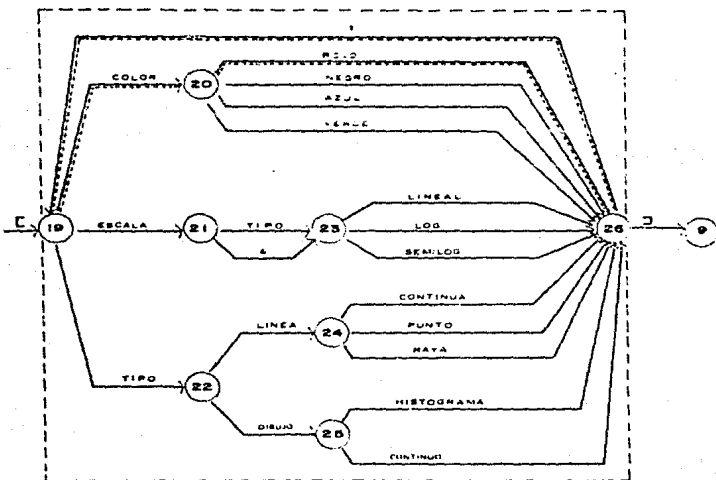 ROJO
COLOR
20
NEGRO
AZUL
VERDE
LINEAL
[
19
ESCALA
21
TIPO
23
LOG
26
]
9
&
SEMILOG
CONTINUA
LINEA
24
PUNTO
RAYA
TIPO
22
HISTOGRAMA
DIBUJO
25
CONTINUO